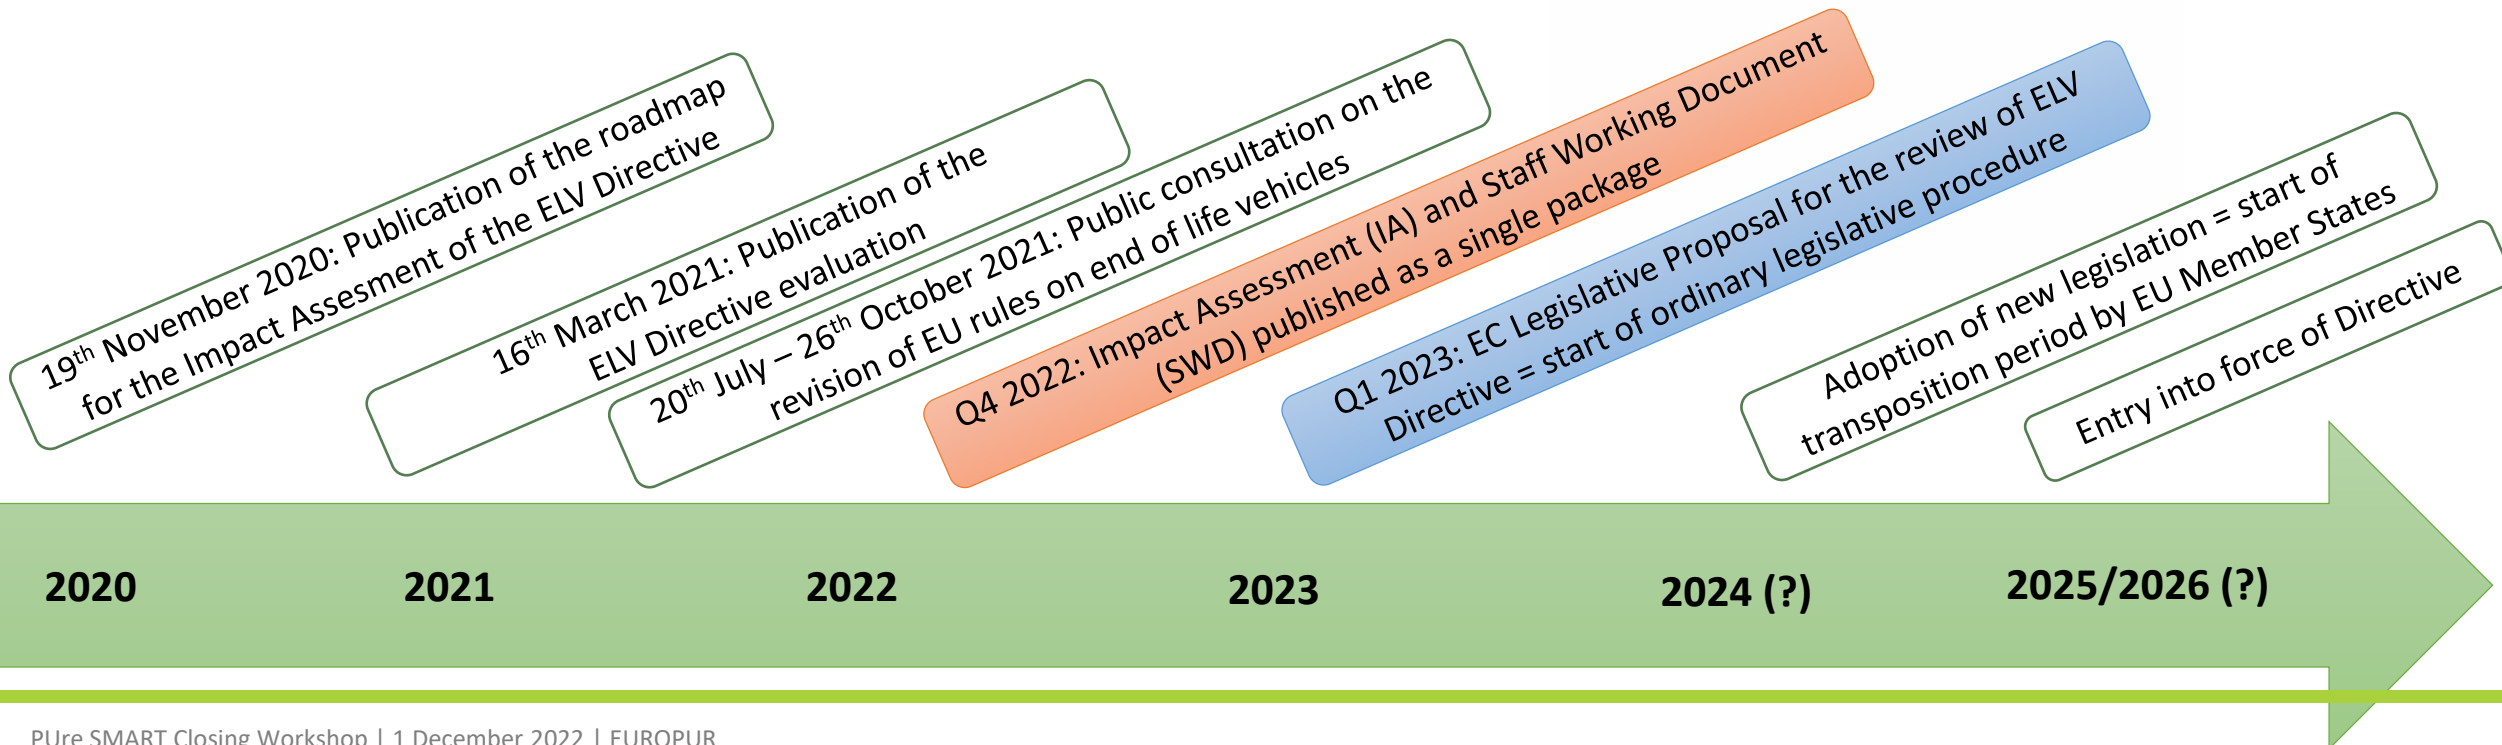 19th November 2020: Publication of the roadmap
for the Impact Assesment of the ELV Directive
16th March 2021: Publication of the
ELV Directive evaluation
20th July – 26th October 2021: Public consultation on the
revision of EU rules on end of life vehicles
Q4 2022: Impact Assessment (IA) and Staff Working Document
(SWD) published as a single package
Q1 2023: EC Legislative Proposal for the review of ELV
Directive = start of ordinary legislative procedure
Adoption of new legislation = start of
transposition period by EU Member States
Entry into force of Directive
2020
2021
2022
2023
2024 (?)
2025/2026 (?)
PUre SMART Closing Workshop | 1 December 2022 | EUROPUR